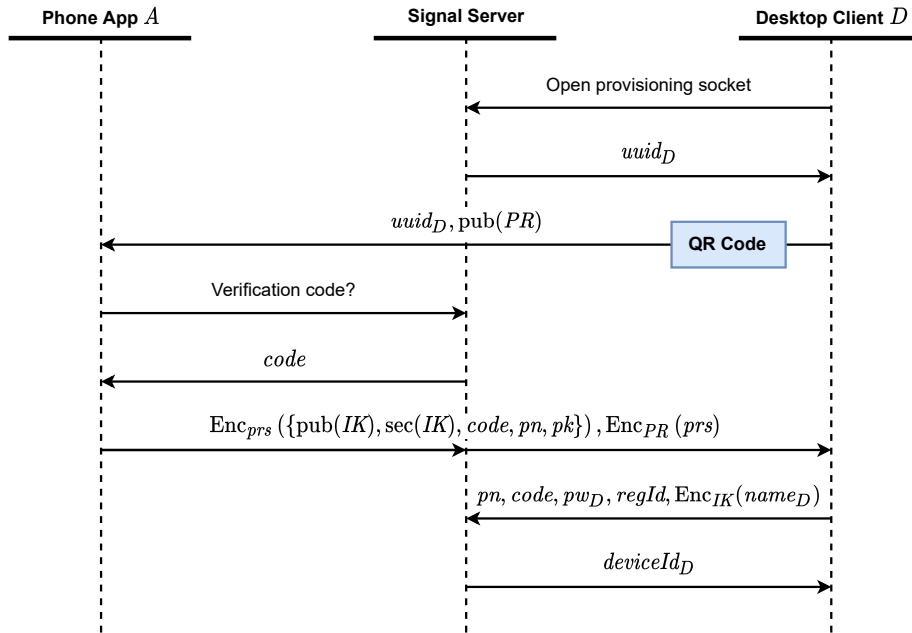 Phone App A
Signal Server
Desktop Client D
Open provisioning socket
uuid_D
uuid_D, pub(PR)
QR Code
Verification code?
code
Enc_prs ({pub(IK), sec(IK), code, pn, pk}) , Enc_PR (prs)
pn, code, pw_D, regId, Enc_IK(name_D)
deviceId_D